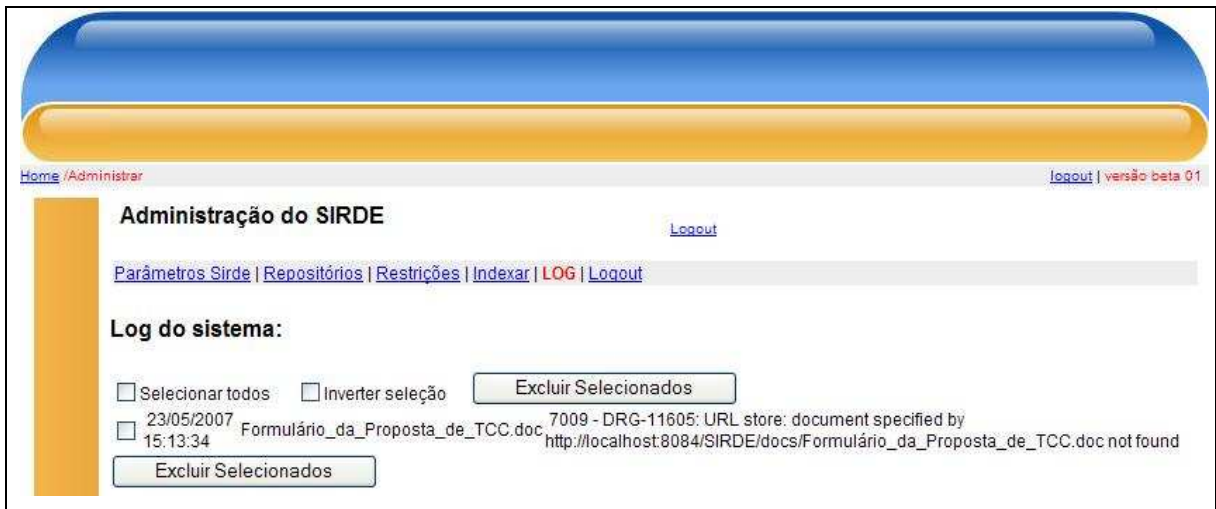 Home /Administrar
logout | versão beta 01
Administração do SIRDE
Logout
Parâmetros Sirde | Repositórios | Restrições | Indexar | LOG | Logout
Log do sistema:
Selecionar todos Inverter seleção Excluir Selecionados
23/05/2007
15:13:34
Formulário_da_Proposta_de_TCC.doc
7009 - DRG-11605: URL store: document specified by
http://localhost:8084/SIRDE/docs/Formulário_da_Proposta_de_TCC.doc not found
Excluir Selecionados